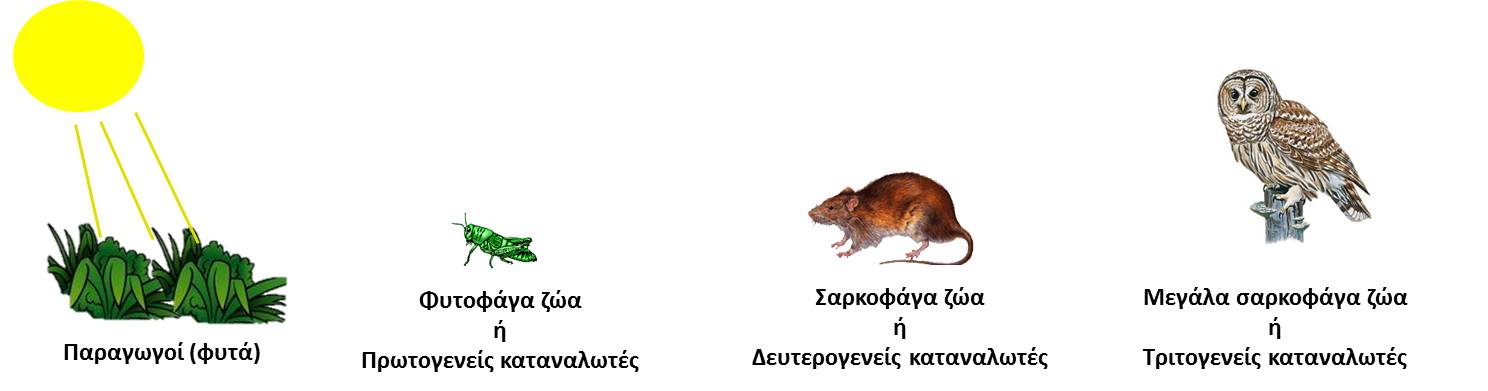 Παραγωγοί (φυτά)
Φυτοφάγα ζώα
ή
Πρωτογενείς καταναλωτές
Σαρκοφάγα ζώα
ή
Δευτερογενείς καταναλωτές
Μεγάλα σαρκοφάγα ζώα
ή
Τριτογενείς καταναλωτές